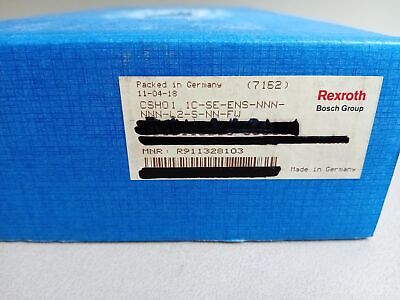 Packed in Germany (7162)
11-04-18
CSH01.1C-SE-ENS-NNN-
NNN-L2-S-NN-FW
Rexroth
Bosch Group
MNR: R911328103
Made in Germany